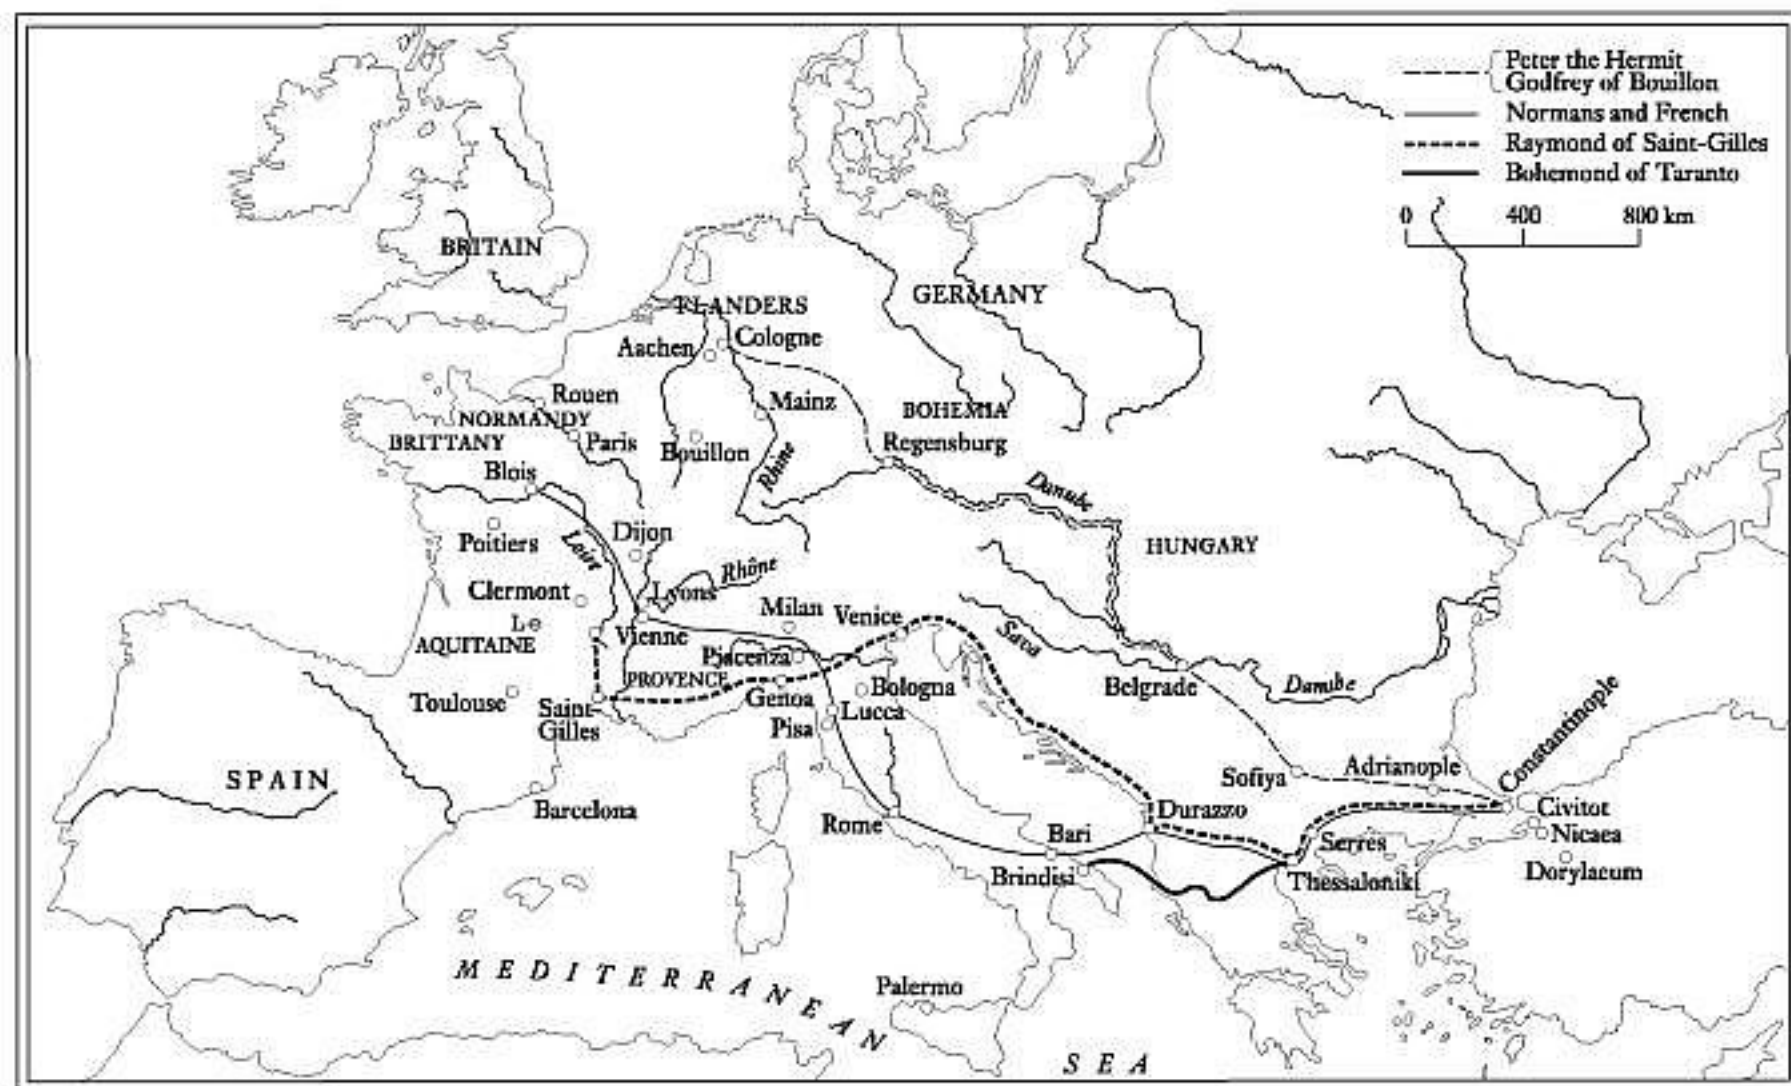 Peter the Hermit
Godfrey of Bouillon
Normans and French
Raymond of Saint-Gilles
Bohemond of Taranto
0 400 800 km
BRITAIN
FLANDERS
GERMANY
Aachen
Cologne
Rouen
NORMANDY
BRITTANY
Paris
Bouillon
Mainz
Rhine
BOHEMIA
Regensburg
Blois
Danube
Poitiers
Loire
Dijon
HUNGARY
Clermont
Lyons
Rhône
Le
AQUITAINE
Vienne
Milan
Venice
Sava
Piacenza
PROVENCE
Toulouse
Saint-
Gilles
Genoa
Bologna
Pisa
Lucca
Belgrade
Danube
Constantinople
SPAIN
Barcelona
Rome
Bari
Brindisi
Durazzo
Sofiya
Adrianople
Serres
Thessaloniki
Civitot
Nicaea
Dorylaeum
Palermo
MEDITERRANEAN
SEA